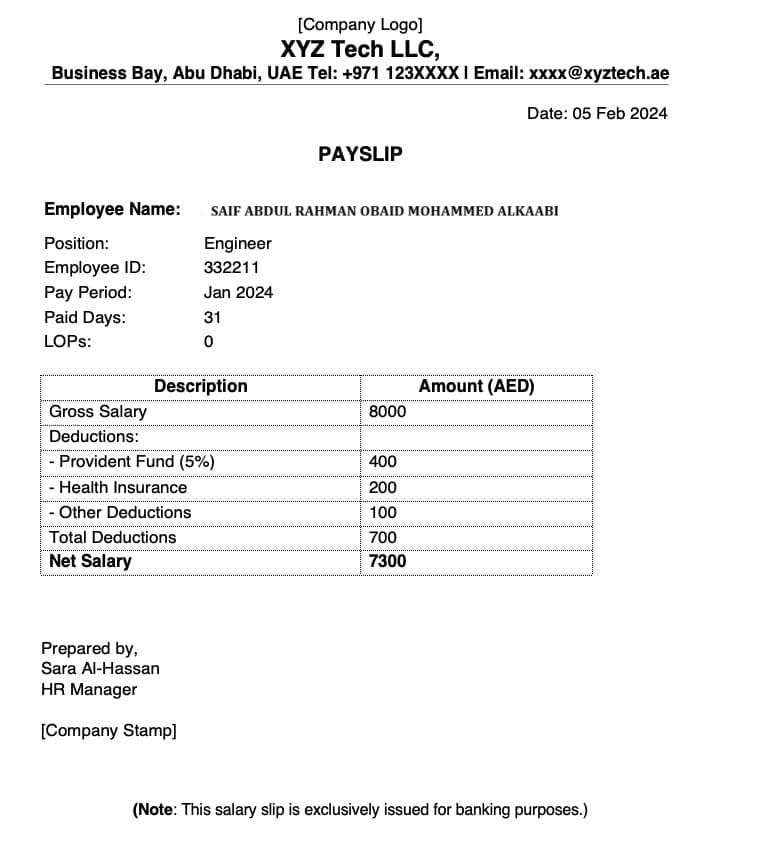 [Company Logo]
XYZ Tech LLC,
Business Bay, Abu Dhabi, UAE Tel: +971 123XXXX | Email: xxxx@xyztech.ae
Date: 05 Feb 2024
PAYSLIP
Employee Name: SAIF ABDUL RAHMAN OBAID MOHAMMED ALKAABI
Position: Engineer
Employee ID: 332211
Pay Period: Jan 2024
Paid Days: 31
LOPs: 0
Description Amount (AED)
Gross Salary 8000
Deductions:
- Provident Fund (5%) 400
- Health Insurance 200
- Other Deductions 100
Total Deductions 700
Net Salary 7300
Prepared by,
Sara Al-Hassan
HR Manager
[Company Stamp]
(Note: This salary slip is exclusively issued for banking purposes.)